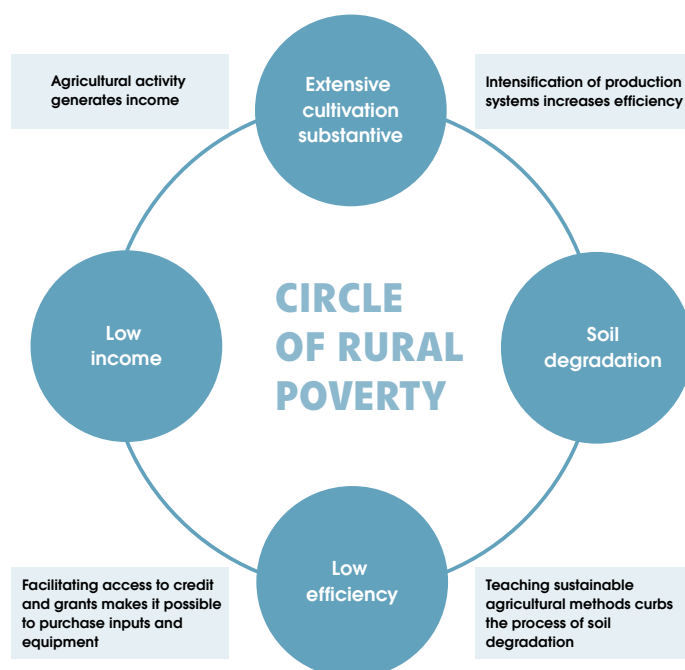 Agricultural activity
generates income
Extensive
cultivation
substantive
Intensification of production
systems increases efficiency
Low
income
CIRCLE
OF RURAL
POVERTY
Soil
degradation
Facilitating access to credit
and grants makes it possible
to purchase inputs and
equipment
Low
efficiency
Teaching sustainable
agricultural methods curbs
the process of soil
degradation